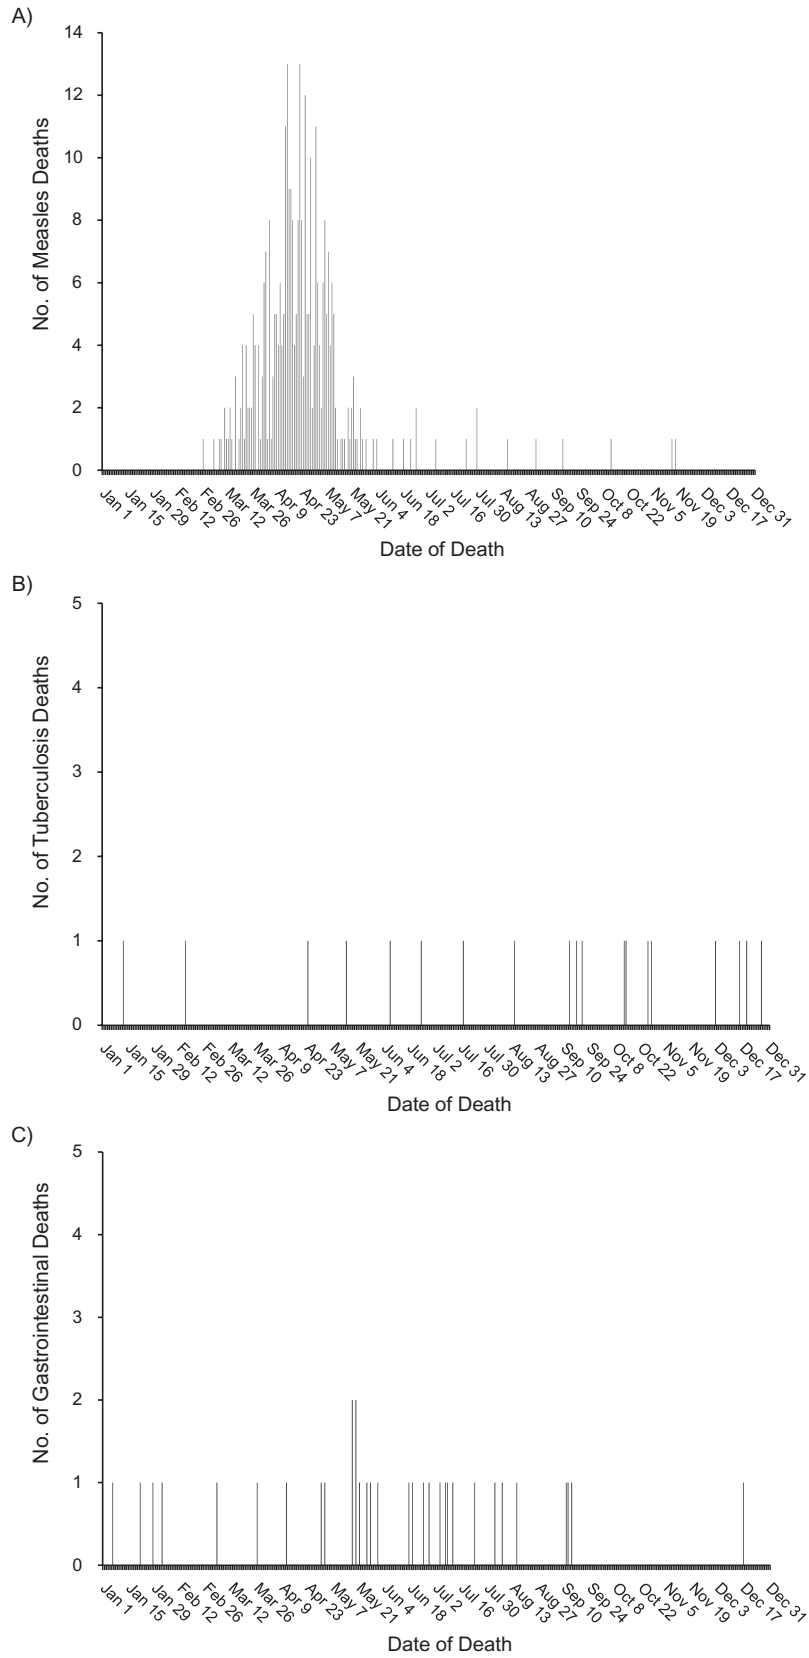 A)
No. of Measles Deaths
14
12
10
8
6
4
2
0
Jan 1
Jan 15
Jan 29
Feb 12
Feb 26
Mar 12
Mar 26
Apr 9
Apr 23
May 7
May 21
Jun 4
Jun 18
Jul 2
Jul 16
Jul 30
Aug 13
Aug 27
Sep 10
Sep 24
Oct 8
Oct 22
Nov 5
Nov 19
Dec 3
Dec 17
Dec 31
Date of Death
B)
No. of Tuberculosis Deaths
5
4
3
2
1
0
Jan 1
Jan 15
Jan 29
Feb 12
Feb 26
Mar 12
Mar 26
Apr 9
Apr 23
May 7
May 21
Jun 4
Jun 18
Jul 2
Jul 16
Jul 30
Aug 13
Aug 27
Sep 10
Sep 24
Oct 8
Oct 22
Nov 5
Nov 19
Dec 3
Dec 17
Dec 31
Date of Death
C)
No. of Gastrointestinal Deaths
5
4
3
2
1
0
Jan 1
Jan 15
Jan 29
Feb 12
Feb 26
Mar 12
Mar 26
Apr 9
Apr 23
May 7
May 21
Jun 4
Jun 18
Jul 2
Jul 16
Jul 30
Aug 13
Aug 27
Sep 10
Sep 24
Oct 8
Oct 22
Nov 5
Nov 19
Dec 3
Dec 17
Dec 31
Date of Death